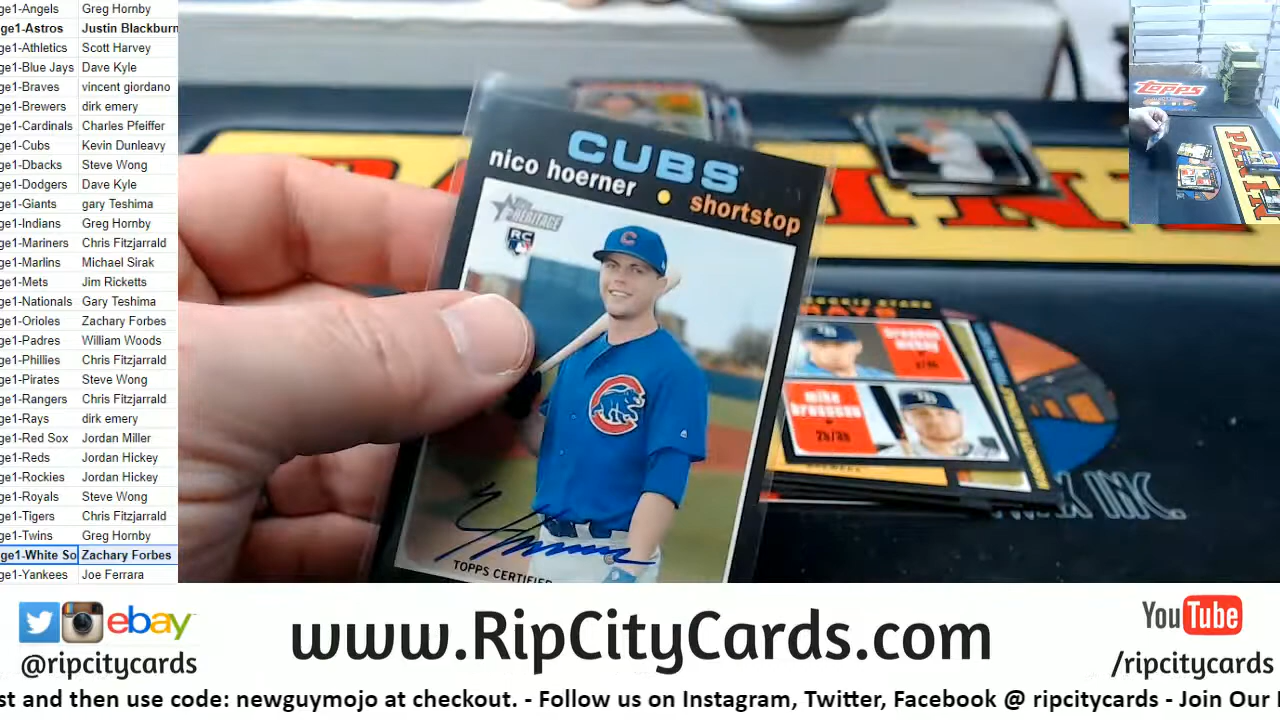 ge1-Angels Greg Hornby
ge1-Astros Justin Blackburn
ge1-Athletics Scott Harvey
ge1-Blue Jays Dave Kyle
ge1-Braves vincent giordano
ge1-Brewers dirk emery
ge1-Cardinals Charles Pfeiffer
ge1-Cubs Kevin Dunleavy
ge1-Dbacks Steve Wong
ge1-Dodgers Dave Kyle
ge1-Giants gary Teshima
ge1-Indians Greg Hornby
ge1-Mariners Chris Fitzjarrald
ge1-Marlins Michael Sirak
ge1-Mets Jim Ricketts
ge1-Nationals Gary Teshima
ge1-Orioles Zachary Forbes
ge1-Padres William Woods
ge1-Phillies Chris Fitzjarrald
ge1-Pirates Steve Wong
ge1-Rangers Chris Fitzjarrald
ge1-Rays dirk emery
ge1-Red Sox Jordan Miller
ge1-Reds Jordan Hickey
ge1-Rockies Jordan Hickey
ge1-Royals Steve Wong
ge1-Tigers Chris Fitzjarrald
ge1-Twins Greg Hornby
ge1-White So Zachary Forbes
ge1-Yankees Joe Ferrara
CUBS
nico hoerner • shortstop
HERITAGE
RC
TOPPS CERTIFIE
ROOKIE STARS
RAYS
brendan
mckay
mike
brosseau
INC.
topps
ebay
@ripcitycards
www.RipCityCards.com
YouTube
/ripcitycards
st and then use code: newguymojo at checkout. - Follow us on Instagram, Twitter, Facebook @ ripcitycards - Join Our